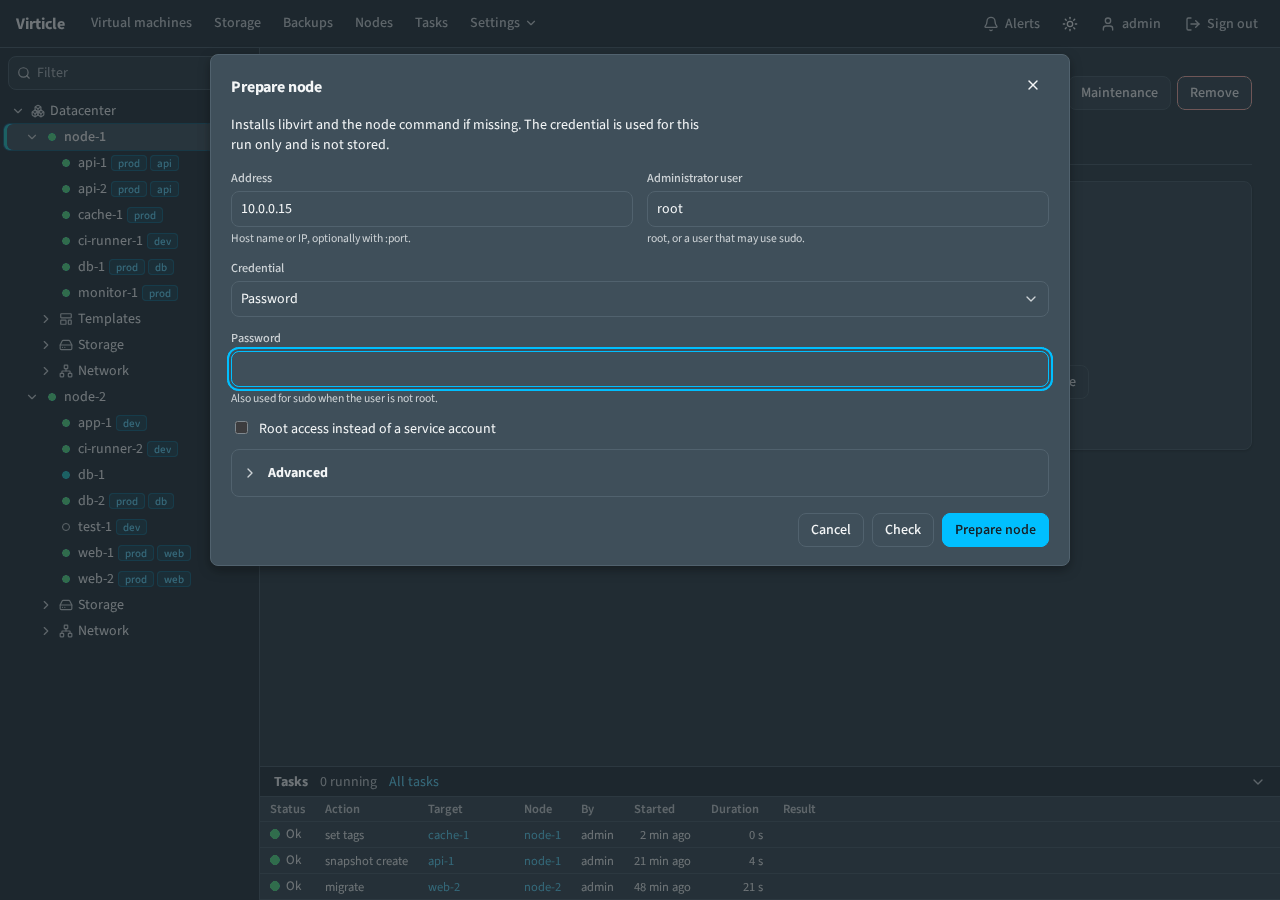 Virticle Virtual machines Storage Backups Nodes Tasks Settings Alerts admin Sign out
Filter
Datacenter
node-1
api-1 prod api
api-2 prod api
cache-1 prod
ci-runner-1 dev
db-1 prod db
monitor-1 prod
Templates
Storage
Network
node-2
app-1 dev
ci-runner-2 dev
db-1
db-2 prod db
test-1 dev
web-1 prod web
web-2 prod web
Storage
Network
Maintenance Remove
Prepare node
Installs libvirt and the node command if missing. The credential is used for this
run only and is not stored.
Address Administrator user
10.0.0.15 root
Host name or IP, optionally with :port. root, or a user that may use sudo.
Credential
Password
Password
Also used for sudo when the user is not root.
Root access instead of a service account
Advanced
Cancel Check Prepare node
Tasks 0 running All tasks
Status Action Target Node By Started Duration Result
Ok set tags cache-1 node-1 admin 2 min ago 0 s
Ok snapshot create api-1 node-1 admin 21 min ago 4 s
Ok migrate web-2 node-2 admin 48 min ago 21 s